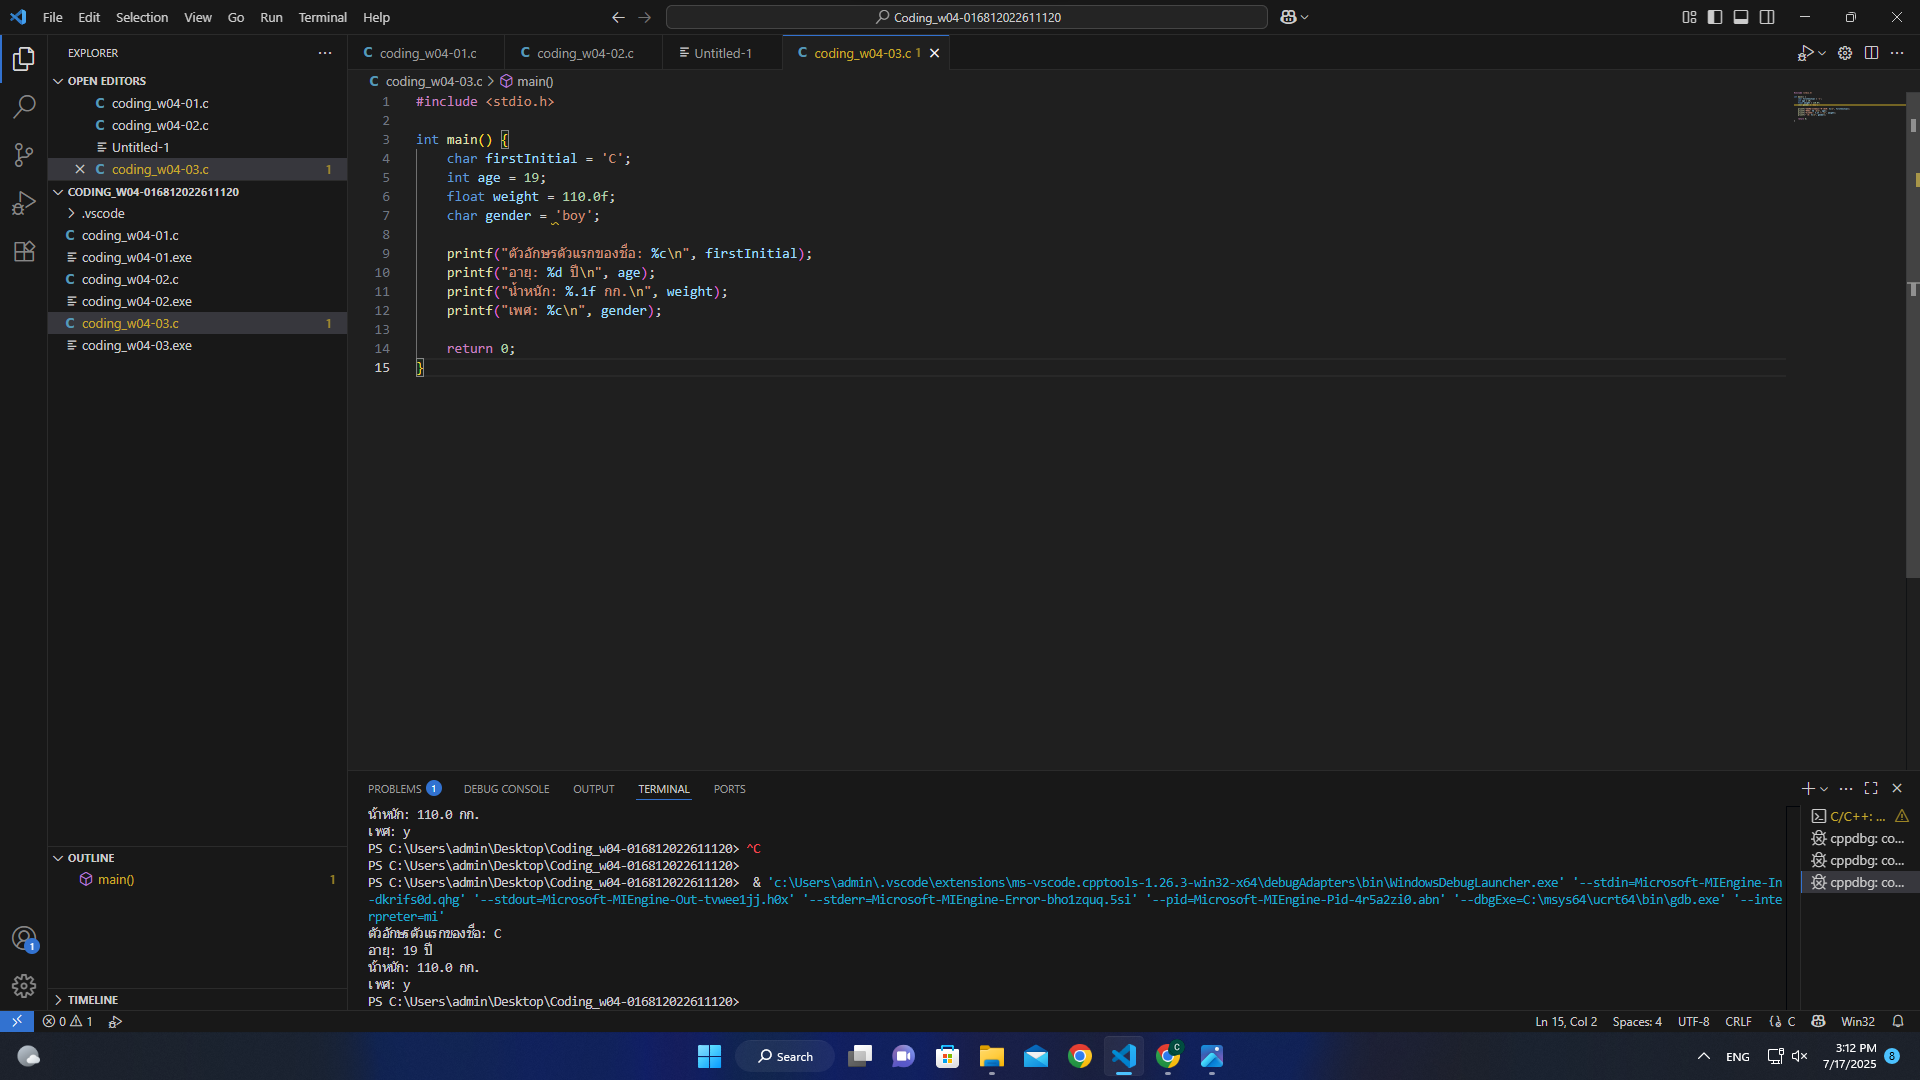 File Edit Selection View Go Run Terminal Help
Coding_w04-016812022611120
EXPLORER
OPEN EDITORS
coding_w04-01.c
coding_w04-02.c
Untitled-1
coding_w04-03.c 1
CODING_W04-016812022611120
.vscode
coding_w04-01.c
coding_w04-01.exe
coding_w04-02.c
coding_w04-02.exe
coding_w04-03.c 1
coding_w04-03.exe
OUTLINE
main() 1
TIMELINE
coding_w04-01.c coding_w04-02.c Untitled-1 coding_w04-03.c 1
coding_w04-03.c > main()
1 #include <stdio.h>
2
3 int main() {
4 char firstInitial = 'C';
5 int age = 19;
6 float weight = 110.0f;
7 char gender = 'boy';
8
9 printf("ตัวอักษรตัวแรกของชื่อ: %c\n", firstInitial);
10 printf("อายุ: %d ปี\n", age);
11 printf("น้ำหนัก: %.1f กก.\n", weight);
12 printf("เพศ: %c\n", gender);
13
14 return 0;
15 }
PROBLEMS 1 DEBUG CONSOLE OUTPUT TERMINAL PORTS
น้ำหนัก: 110.0 กก.
เพศ: y
PS C:\Users\admin\Desktop\Coding_w04-016812022611120> ^C
PS C:\Users\admin\Desktop\Coding_w04-016812022611120>
PS C:\Users\admin\Desktop\Coding_w04-016812022611120> & 'c:\Users\admin\.vscode\extensions\ms-vscode.cpptools-1.26.3-win32-x64\debugAdapters\bin\WindowsDebugLauncher.exe' '--stdin=Microsoft-MIEngine-In
-dkrifs0d.qhg' '--stdout=Microsoft-MIEngine-Out-tvwee1jj.h0x' '--stderr=Microsoft-MIEngine-Error-bho1zquq.5si' '--pid=Microsoft-MIEngine-Pid-4r5a2zi0.abn' '--dbgExe=C:\msys64\ucrt64\bin\gdb.exe' '--inte
rpreter=mi'
ตัวอักษรตัวแรกของชื่อ: C
อายุ: 19 ปี
น้ำหนัก: 110.0 กก.
เพศ: y
PS C:\Users\admin\Desktop\Coding_w04-016812022611120>
C/C++: ...
cppdbg: co...
cppdbg: co...
cppdbg: co...
0 1
Ln 15, Col 2 Spaces: 4 UTF-8 CRLF C Win32
Search
ENG
3:12 PM
7/17/2025
8